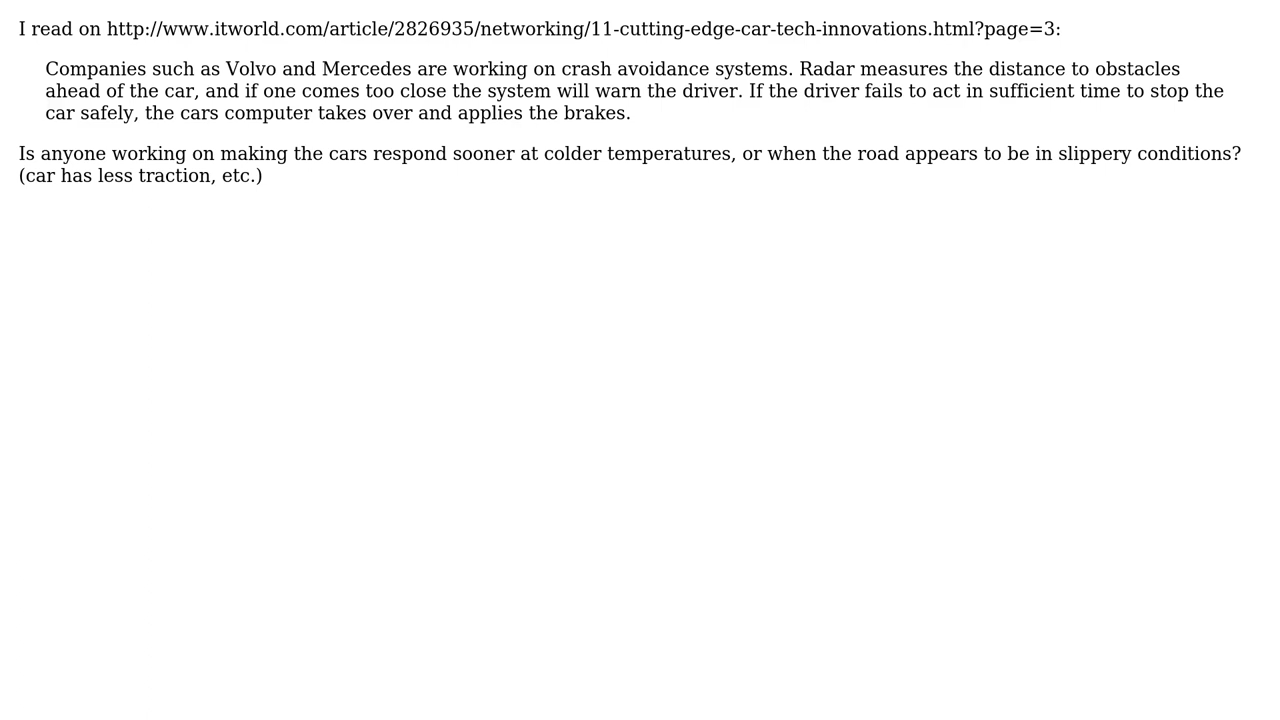 I read on http://www.itworld.com/article/2826935/networking/11-cutting-edge-car-tech-innovations.html?page=3:
Companies such as Volvo and Mercedes are working on crash avoidance systems. Radar measures the distance to obstacles
ahead of the car, and if one comes too close the system will warn the driver. If the driver fails to act in sufficient time to stop the
car safely, the cars computer takes over and applies the brakes.
Is anyone working on making the cars respond sooner at colder temperatures, or when the road appears to be in slippery conditions?
(car has less traction, etc.)